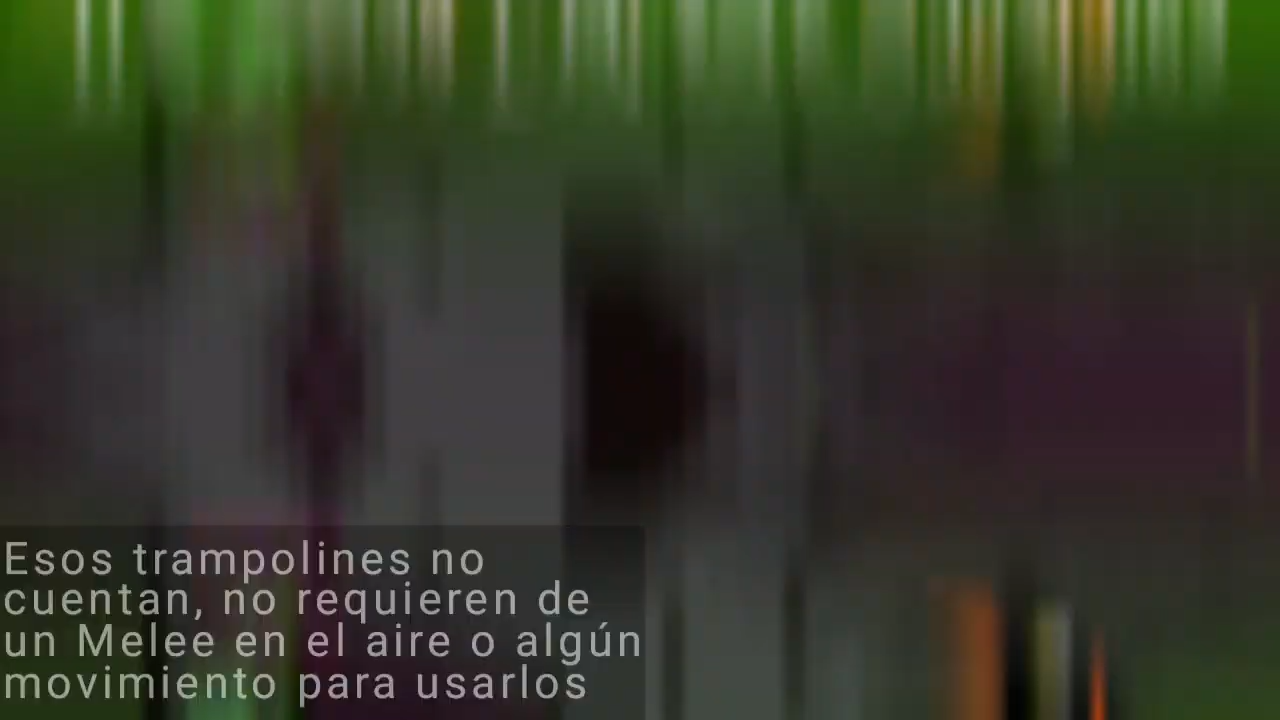 Esos trampolines no
cuentan, no requieren de
un Melee en el aire o algún
movimiento para usarlos